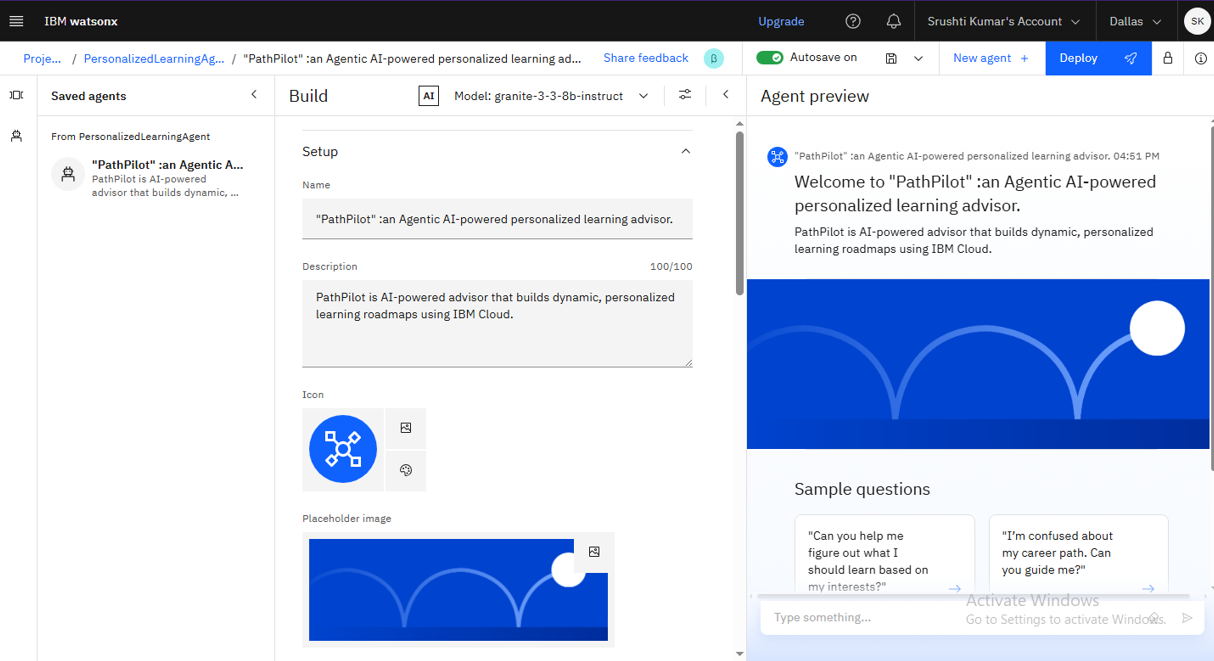 IBM watsonx
Upgrade
Srushti Kumar's Account
Dallas
SK
Proje...
/
PersonalizedLearningAg...
/
"PathPilot" :an Agentic AI-powered personalized learning ad...
Share feedback
β
Autosave on
New agent +
Deploy
Saved agents
From PersonalizedLearningAgent
"PathPilot" :an Agentic A...
PathPilot is AI-powered
advisor that builds dynamic, ...
Build
AI
Model: granite-3-3-8b-instruct
Setup
Name
"PathPilot" :an Agentic AI-powered personalized learning advisor.
Description
100/100
PathPilot is AI-powered advisor that builds dynamic, personalized
learning roadmaps using IBM Cloud.
Icon
Placeholder image
Agent preview
"PathPilot" :an Agentic AI-powered personalized learning advisor. 04:51 PM
Welcome to "PathPilot" :an Agentic AI-powered
personalized learning advisor.
PathPilot is AI-powered advisor that builds dynamic, personalized
learning roadmaps using IBM Cloud.
Sample questions
"Can you help me
figure out what I
should learn based on
my interests?"
"I'm confused about
my career path. Can
you guide me?"
Type something...
Activate Windows
Go to Settings to activate Windows.